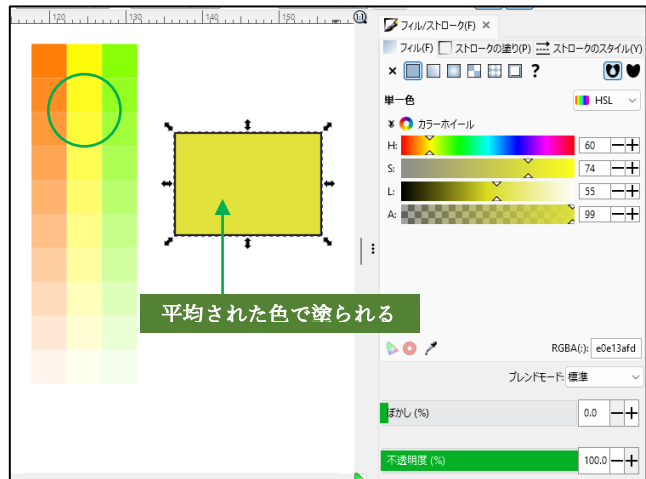 120 130 140 150 1:1
フィル/ストローク(F) ×
フィル(F) ストロークの塗り(P) ストロークのスタイル(Y)
× ?
単一色 HSL
カラーホイール
H: 60
S: 74
L: 55
A: 99
平均された色で塗られる
RGBA(:): e0e13afd
ブレンドモード: 標準
ぼかし (%) 0.0
不透明度 (%) 100.0